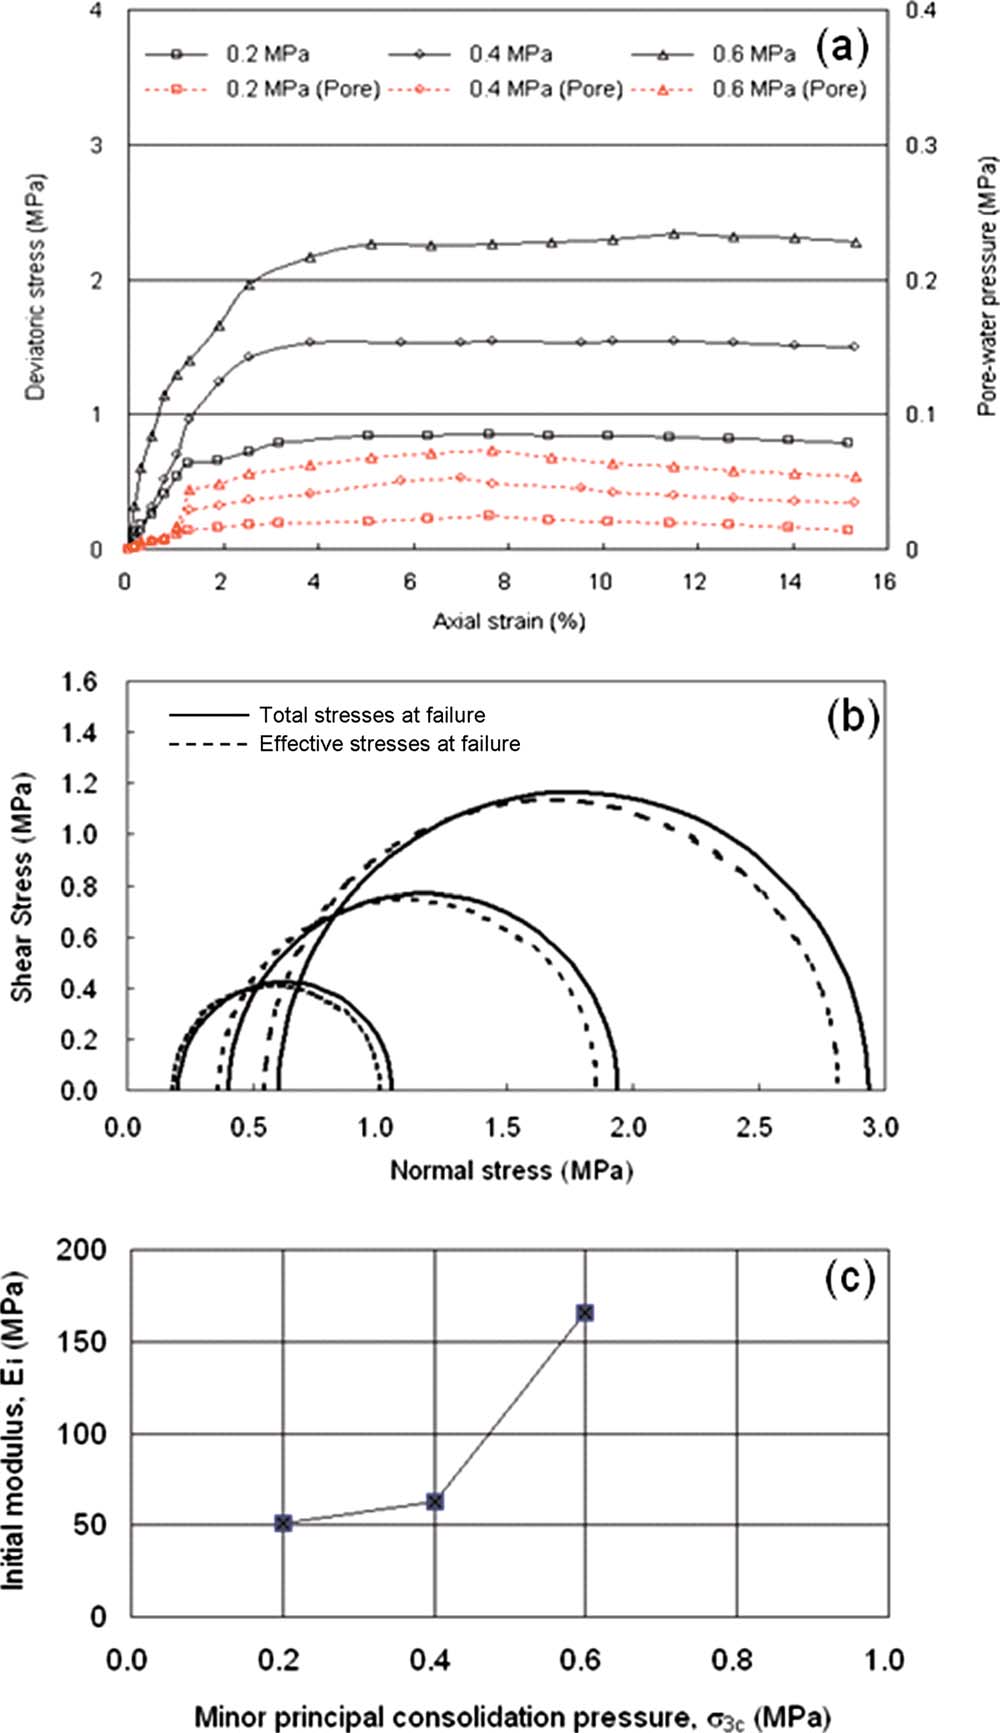 4
0.4
(a)
0.2 MPa
0.4 MPa
0.6 MPa
0.2 MPa (Pore)
0.4 MPa (Pore)
0.6 MPa (Pore)
3
0.3
2
0.2
1
0.1
0
0
Deviatoric stress (MPa)
Pore-water pressure (MPa)
0 2 4 6 8 10 12 14 16
Axial strain (%)
(b)
Total stresses at failure
Effective stresses at failure
1.6
1.4
1.2
1.0
0.8
0.6
0.4
0.2
0.0
Shear Stress (MPa)
0.0 0.5 1.0 1.5 2.0 2.5 3.0
Normal stress (MPa)
(c)
200
150
100
50
0
Initial modulus, Ei (MPa)
0.0 0.2 0.4 0.6 0.8 1.0
Minor principal consolidation pressure, σ3c (MPa)